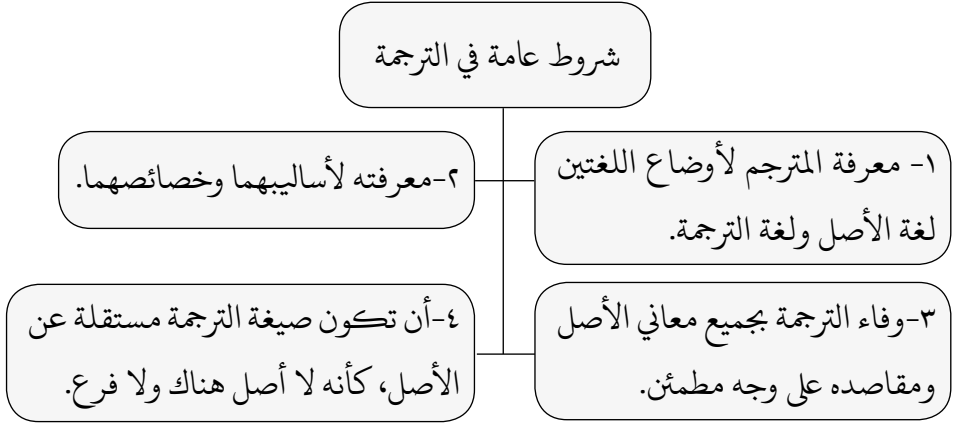 شروط عامة في الترجمة
١- معرفة المترجم لأوضاع اللغتين
لغة الأصل ولغة الترجمة.
٢-معرفته لأساليبهما وخصائصهما.
٣-وفاء الترجمة بجميع معاني الأصل
ومقاصده على وجه مطمئن.
٤-أن تكون صيغة الترجمة مستقلة عن
الأصل، كأنه لا أصل هناك ولا فرع.